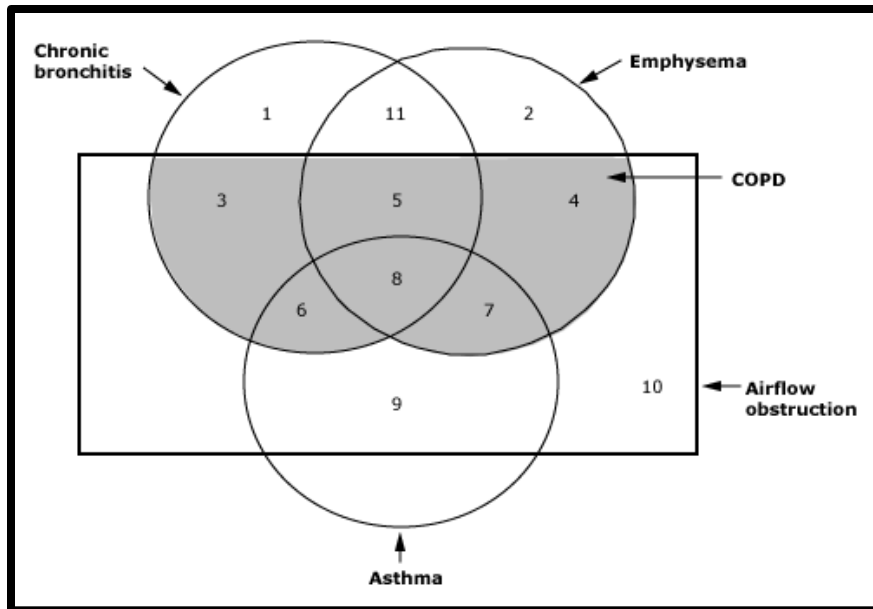 Chronic
bronchitis
Emphysema
1
11
2
COPD
3
5
4
8
6
7
9
10
Airflow
obstruction
Asthma